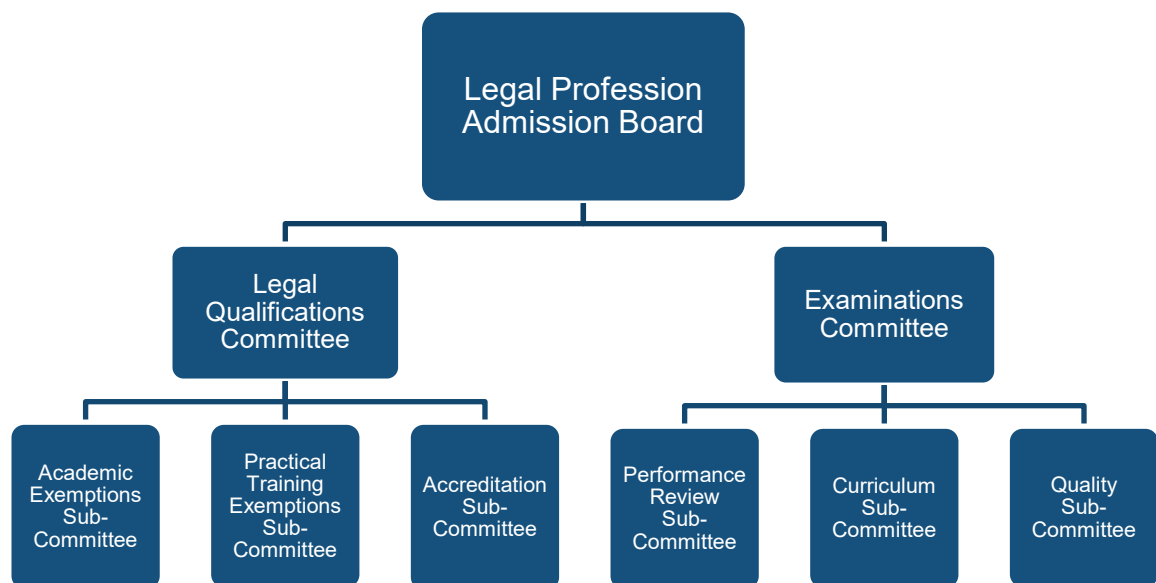 Legal Profession
Admission Board
Legal
Qualifications
Committee
Examinations
Committee
Academic
Exemptions
Sub-
Committee
Practical
Training
Exemptions
Sub-
Committee
Accreditation
Sub-
Committee
Performance
Review
Sub-
Committee
Curriculum
Sub-
Committee
Quality
Sub-
Committee